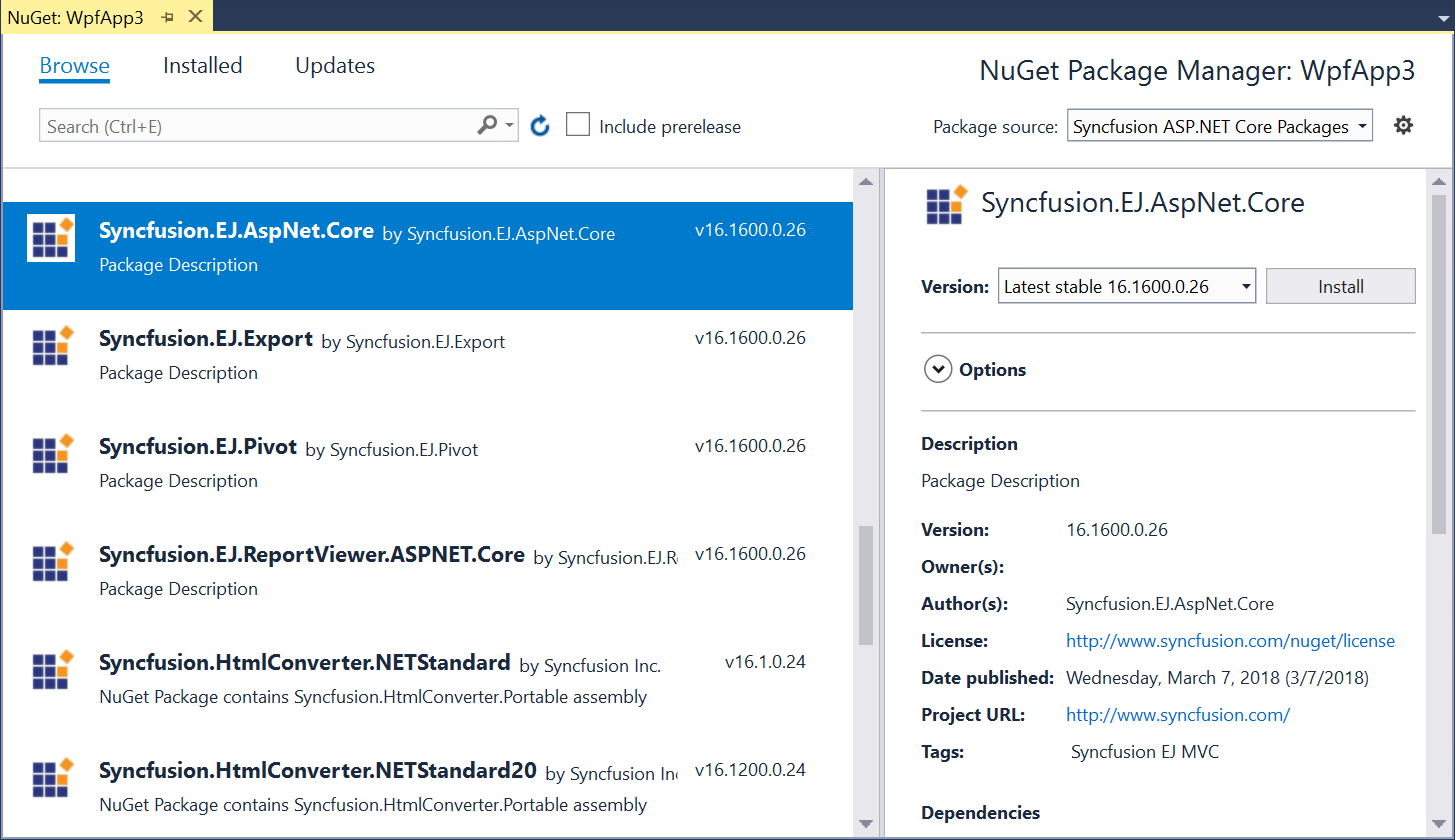 NuGet: WpfApp3
Browse Installed Updates
NuGet Package Manager: WpfApp3
Search (Ctrl+E)
Include prerelease
Package source: Syncfusion ASP.NET Core Packages
Syncfusion.EJ.AspNet.Core by Syncfusion.EJ.AspNet.Core v16.1600.0.26
Package Description
Syncfusion.EJ.Export by Syncfusion.EJ.Export v16.1600.0.26
Package Description
Syncfusion.EJ.Pivot by Syncfusion.EJ.Pivot v16.1600.0.26
Package Description
Syncfusion.EJ.ReportViewer.ASPNET.Core by Syncfusion.EJ.R v16.1600.0.26
Package Description
Syncfusion.HtmlConverter.NETStandard by Syncfusion Inc. v16.1.0.24
NuGet Package contains Syncfusion.HtmlConverter.Portable assembly
Syncfusion.HtmlConverter.NETStandard20 by Syncfusion In v16.1200.0.24
NuGet Package contains Syncfusion.HtmlConverter.Portable assembly
Syncfusion.EJ.AspNet.Core
Version: Latest stable 16.1600.0.26 Install
Options
Description
Package Description
Version: 16.1600.0.26
Owner(s):
Author(s): Syncfusion.EJ.AspNet.Core
License: http://www.syncfusion.com/nuget/license
Date published: Wednesday, March 7, 2018 (3/7/2018)
Project URL: http://www.syncfusion.com/
Tags: Syncfusion EJ MVC
Dependencies